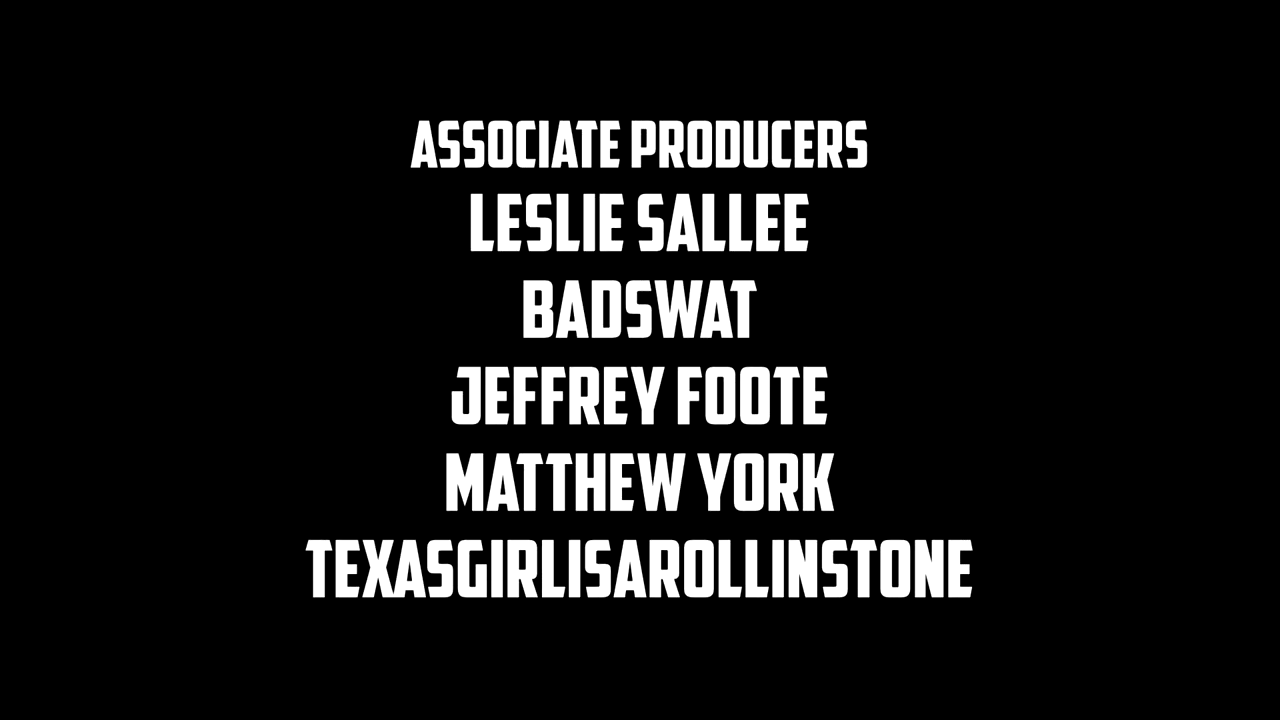 ASSOCIATE PRODUCERS
LESLIE SALLEE
BADSWAT
JEFFREY FOOTE
MATTHEW YORK
TEXASGIRLISAROLLINSTONE